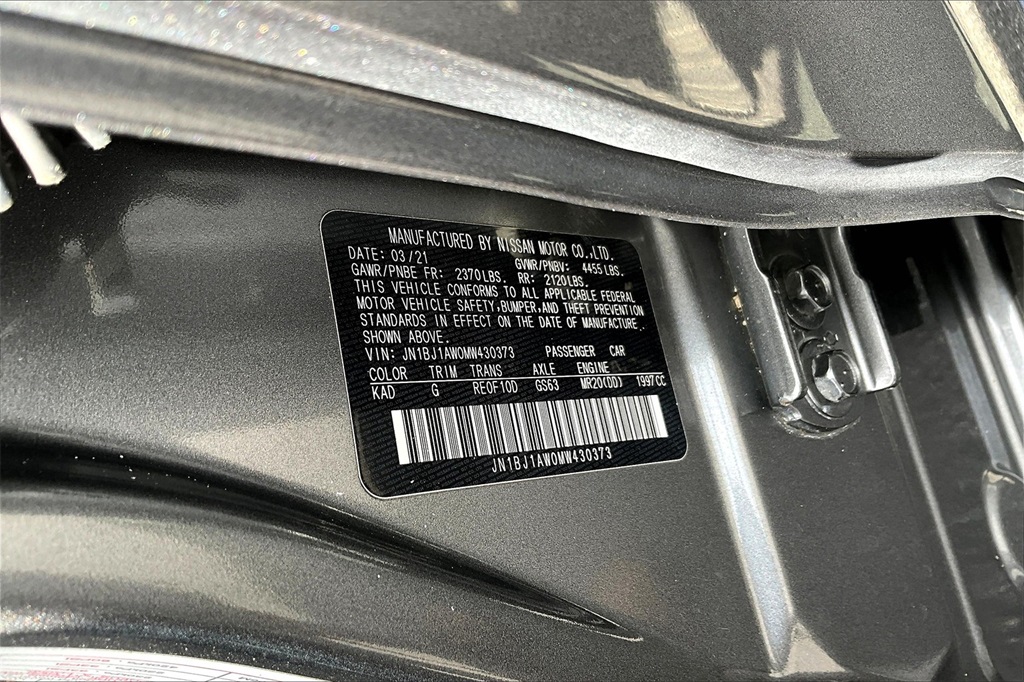 MANUFACTURED BY NISSAN MOTOR CO.,LTD.
DATE: 03/21 GVWR/PNBV: 4455 LBS.
GAWR/PNBE FR: 2370 LBS. RR: 2120 LBS.
THIS VEHICLE CONFORMS TO ALL APPLICABLE FEDERAL
MOTOR VEHICLE SAFETY, BUMPER, AND THEFT PREVENTION
STANDARDS IN EFFECT ON THE DATE OF MANUFACTURE
SHOWN ABOVE.
VIN: JN1BJ1AW0MW430373 PASSENGER CAR
COLOR TRIM TRANS AXLE ENGINE
KAD G RE0F10D GS63 MR20(DD) 1997CC
JN1BJ1AW0MW430373